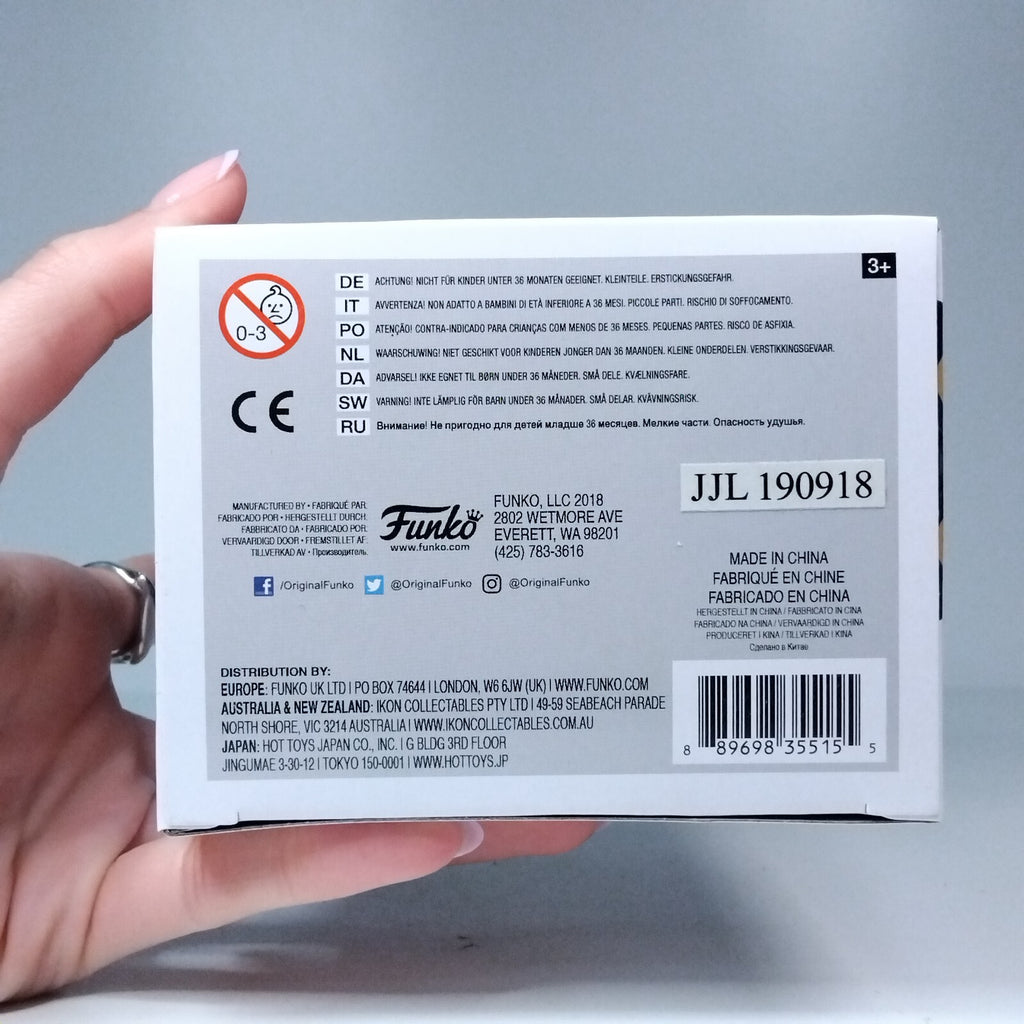 3+
0-3
DE ACHTUNG! NICHT FÜR KINDER UNTER 36 MONATEN GEEIGNET. KLEINTEILE. ERSTICKUNGSGEFAHR.
IT AVVERTENZA! NON ADATTO A BAMBINI DI ETÀ INFERIORE A 36 MESI. PICCOLE PARTI. RISCHIO DI SOFFOCAMENTO.
PO ATENÇÃO! CONTRA-INDICADO PARA CRIANÇAS COM MENOS DE 36 MESES. PEQUENAS PARTES. RISCO DE ASFIXIA.
NL WAARSCHUWING! NIET GESCHIKT VOOR KINDEREN JONGER DAN 36 MAANDEN. KLEINE ONDERDELEN. VERSTIKKINGSGEVAAR.
DA ADVARSEL! IKKE EGNET TIL BØRN UNDER 36 MÅNEDER. SMÅ DELE. KVÆLNINGSFARE.
SW VARNING! INTE LÄMPLIG FÖR BARN UNDER 36 MÅNADER. SMÅ DELAR. KVÄVNINGSRISK.
RU Внимание! Не пригодно для детей младше 36 месяцев. Мелкие части. Опасность удушья.
CE
JJL 190918
MANUFACTURED BY • FABRIQUÉ PAR:
FABRICADO POR • HERGESTELLT DURCH:
FABBRICATO DA • FABRICADO POR:
VERVAARDIGD DOOR • FREMSTILLET AF:
TILLVERKAD AV • Производитель:
Funko
www.funko.com
FUNKO, LLC 2018
2802 WETMORE AVE
EVERETT, WA 98201
(425) 783-3616
/OriginalFunko @OriginalFunko @OriginalFunko
MADE IN CHINA
FABRIQUÉ EN CHINE
FABRICADO EN CHINA
HERGESTELLT IN CHINA / FABBRICATO IN CINA
FABRICADO NA CHINA / VERVAARDIGD IN CHINA
PRODUCERET I KINA / TILLVERKAD I KINA
Сделано в Китае
DISTRIBUTION BY:
EUROPE: FUNKO UK LTD | PO BOX 74644 | LONDON, W6 6JW (UK) | WWW.FUNKO.COM
AUSTRALIA & NEW ZEALAND: IKON COLLECTABLES PTY LTD | 49-59 SEABEACH PARADE
NORTH SHORE, VIC 3214 AUSTRALIA | WWW.IKONCOLLECTABLES.COM.AU
JAPAN: HOT TOYS JAPAN CO., INC. | G BLDG 3RD FLOOR
JINGUMAE 3-30-12 | TOKYO 150-0001 | WWW.HOTTOYS.JP
8 89698 35515 5